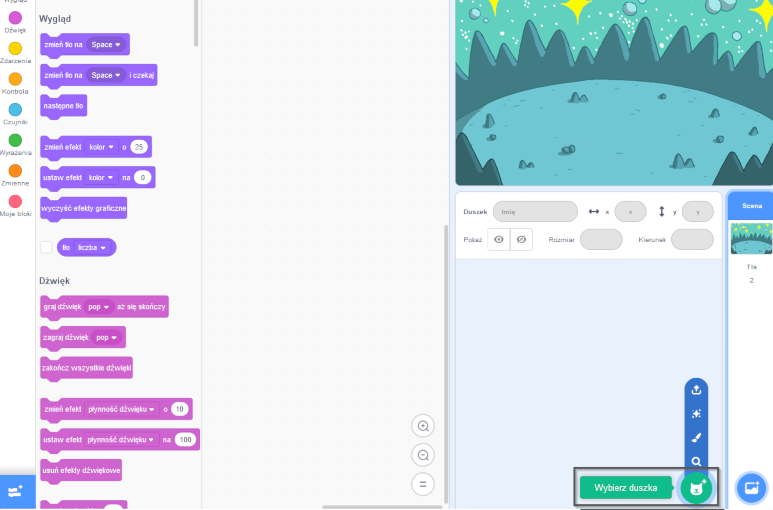 Wygląd
Dźwięk
Zdarzenia
Kontrola
Czujniki
Wyrażenia
Zmienne
Moje bloki
Wygląd
zmień tło na Space
zmień tło na Space i czekaj
następne tło
zmień efekt kolor o 25
ustaw efekt kolor na 0
wyczyść efekty graficzne
tło liczba
Dźwięk
graj dźwięk pop aż się skończy
zagraj dźwięk pop
zakończ wszystkie dźwięki
zmień efekt płynność dźwięku o 10
ustaw efekt płynność dźwięku na 100
usuń efekty dźwiękowe
Duszek Imię x x y y
Pokaż Rozmiar Kierunek
Scena
Tła
2
Wybierz duszka